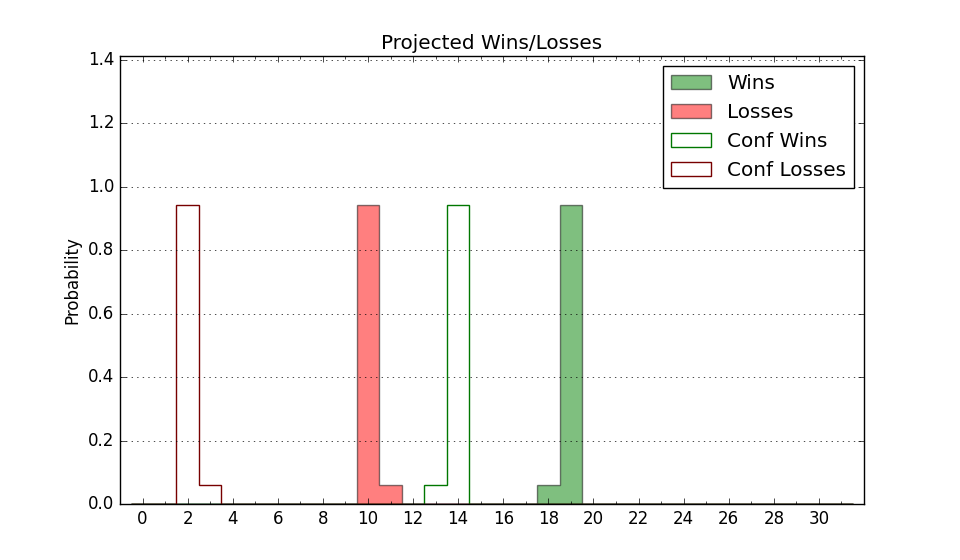 Projected Wins/Losses
1.4
1.2
1.0
0.8
0.6
0.4
0.2
0.0
Probability
Wins
Losses
Conf Wins
Conf Losses
0 2 4 6 8 10 12 14 16 18 20 22 24 26 28 30